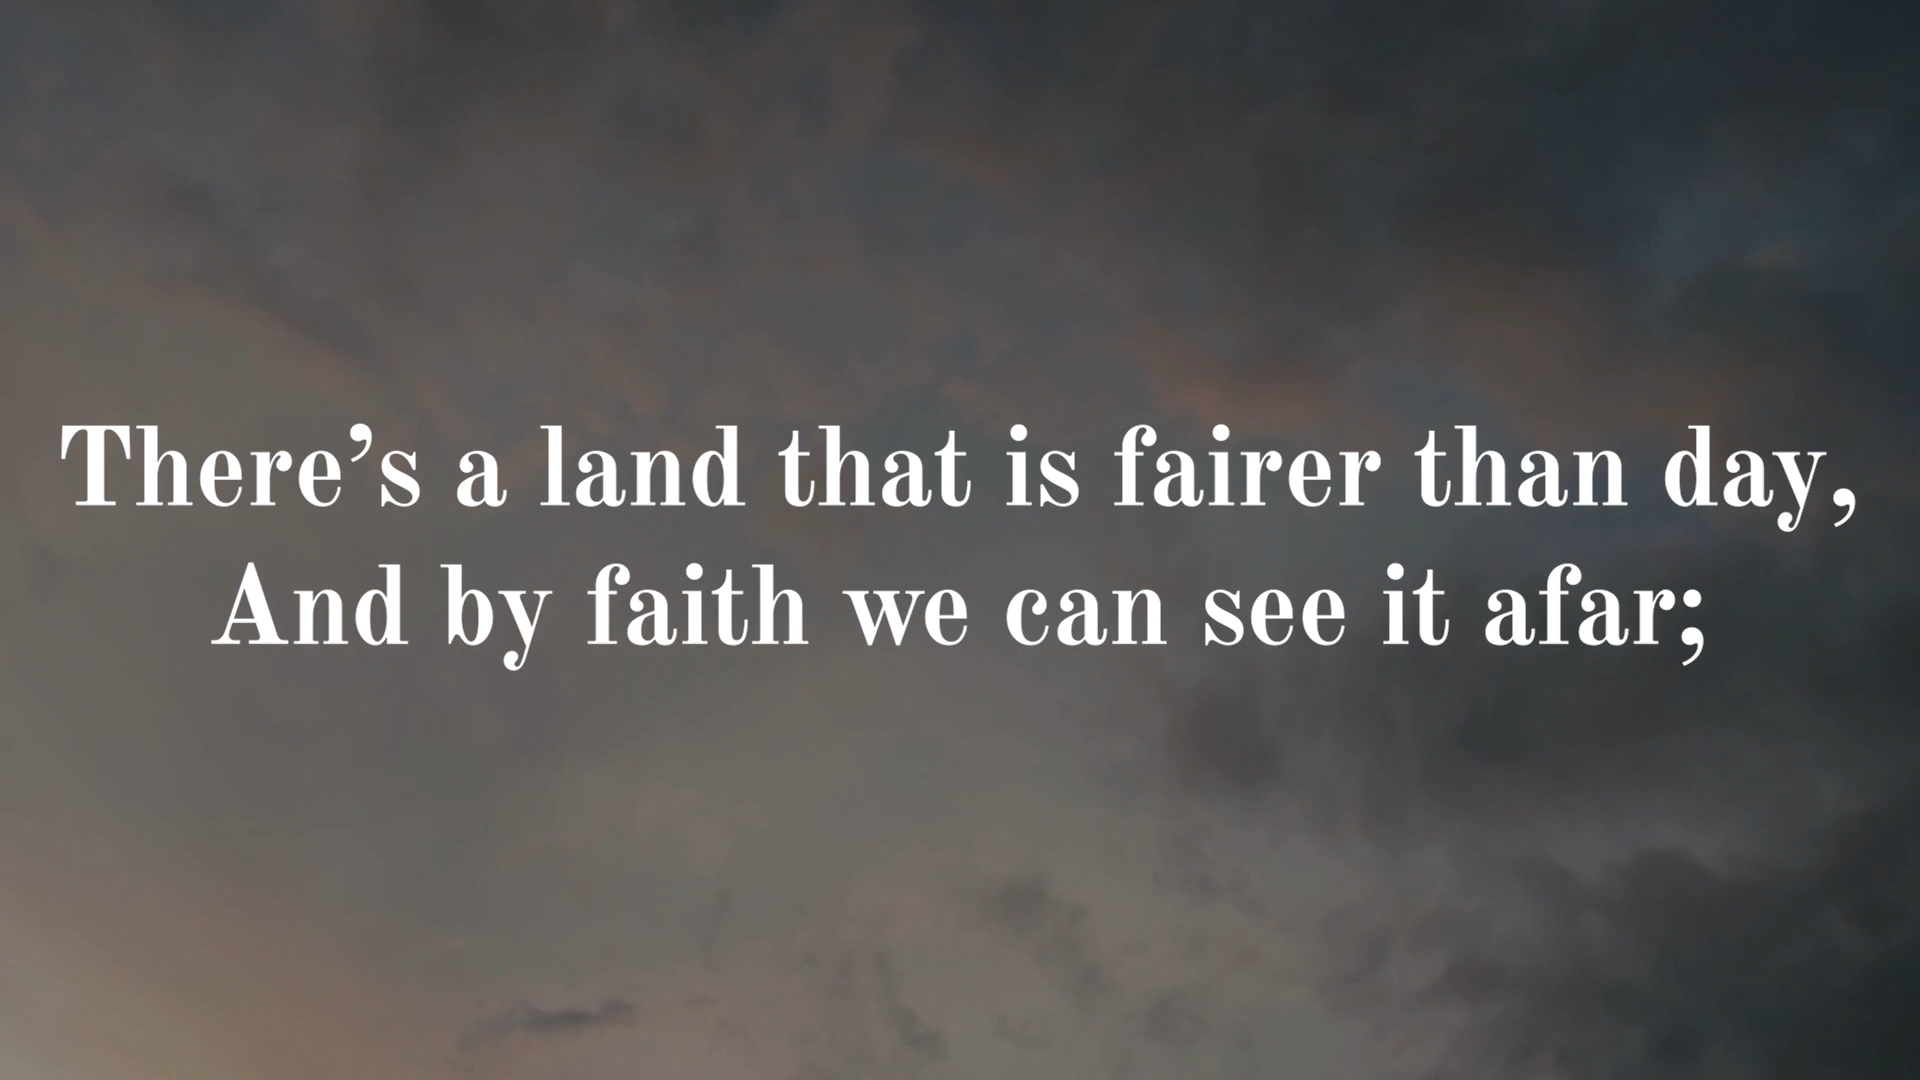 There’s a land that is fairer than day,
And by faith we can see it afar;